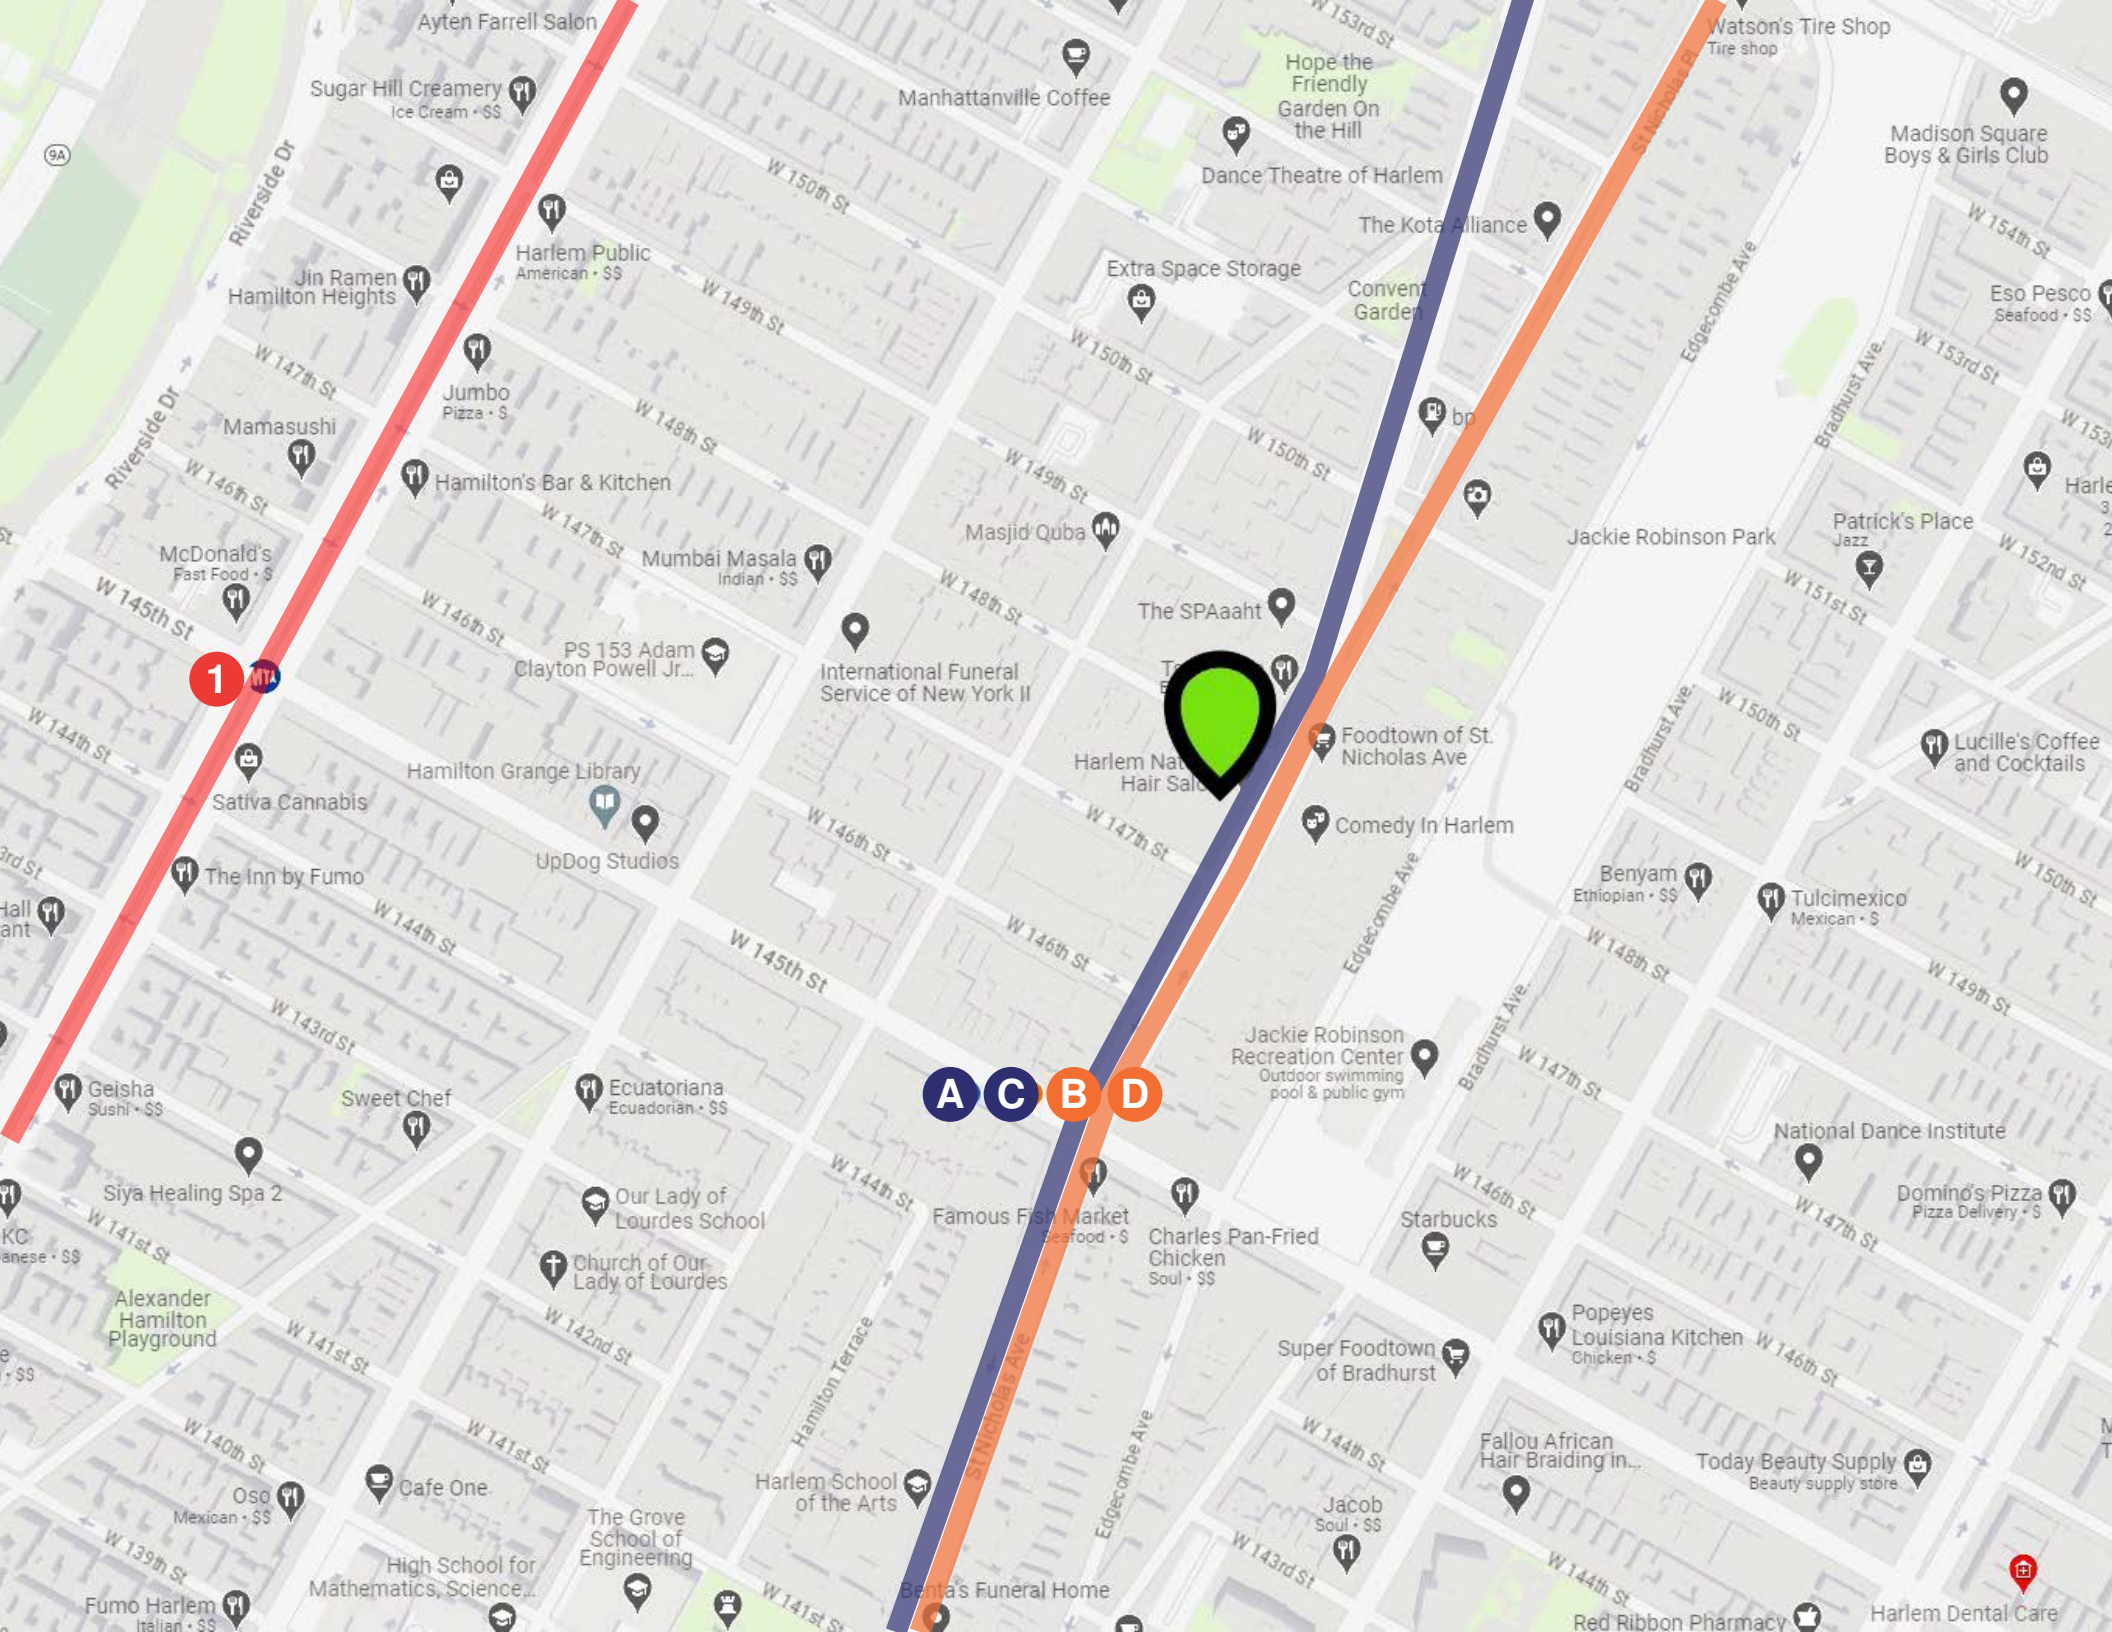 Ayten Farrell Salon
W 153rd St
Watson's Tire Shop
Tire shop
Sugar Hill Creamery
Ice Cream • $$
Manhattanville Coffee
Hope the
Friendly
Garden On
the Hill
St Nicholas Pl
9A
Riverside Dr
Dance Theatre of Harlem
Madison Square
Boys & Girls Club
W 150th St
W 154th St
Harlem Public
American • $$
The Kota Alliance
Jin Ramen
Hamilton Heights
W 149th St
Extra Space Storage
Convent
Garden
Edgecombe Ave
Eso Pesco
Seafood • $$
W 147th St
Jumbo
Pizza • $
W 150th St
W 153rd St
Riverside Dr
Mamasushi
W 148th St
bp
Bradhurst Ave.
W 153
W 146th St
Hamilton's Bar & Kitchen
W 149th St
W 150th St
Harle
St
W 147th St
Masjid Quba
Jackie Robinson Park
Patrick's Place
Jazz
McDonald's
Fast Food • $
Mumbai Masala
Indian • $$
W 152nd St
W 145th St
W 146th St
W 148th St
The SPAaaht
W 151st St
1
MTA
PS 153 Adam
Clayton Powell Jr...
International Funeral
Service of New York II
W 144th St
Bradhurst Ave.
W 150th St
Foodtown of St.
Nicholas Ave
Lucille's Coffee
and Cocktails
Hamilton Grange Library
Harlem Nat
Hair Salo
Sativa Cannabis
W 146th St
W 147th St
Comedy In Harlem
3rd St
The Inn by Fumo
UpDog Studios
Benyam
Ethiopian • $$
Tulcimexico
Mexican • $
W 150th St
Hall
ant
W 144th St
W 145th St
W 146th St
Edgecombe Ave
W 148th St
W 149th St
W 143rd St
Jackie Robinson
Recreation Center
Outdoor swimming
pool & public gym
Bradhurst Ave.
W 147th St
Geisha
Sushi • $$
Sweet Chef
Ecuatoriana
Ecuadorian • $$
A C B D
National Dance Institute
Siya Healing Spa 2
Our Lady of
Lourdes School
W 144th St
Famous Fish Market
Seafood • $
Charles Pan-Fried
Chicken
Soul • $$
W 146th St
Starbucks
Domino's Pizza
Pizza Delivery • $
W 147th St
KC
anese • $$
W 141st St
Church of Our
Lady of Lourdes
Alexander
Hamilton
Playground
W 141st St
W 142nd St
Hamilton Terrace
St Nicholas Ave
Super Foodtown
of Bradhurst
Popeyes
Louisiana Kitchen
Chicken • $
W 146th St
e
• $$
W 140th St
W 141st St
Edgecombe Ave
W 144th St
Fallou African
Hair Braiding in...
Today Beauty Supply
Beauty supply store
Oso
Mexican • $$
Cafe One
Harlem School
of the Arts
Jacob
Soul • $$
W 139th St
The Grove
School of
Engineering
W 143rd St
High School for
Mathematics, Science...
W 141st St
Benta's Funeral Home
W 144th St
Fumo Harlem
Italian • $$
Red Ribbon Pharmacy
Harlem Dental Care